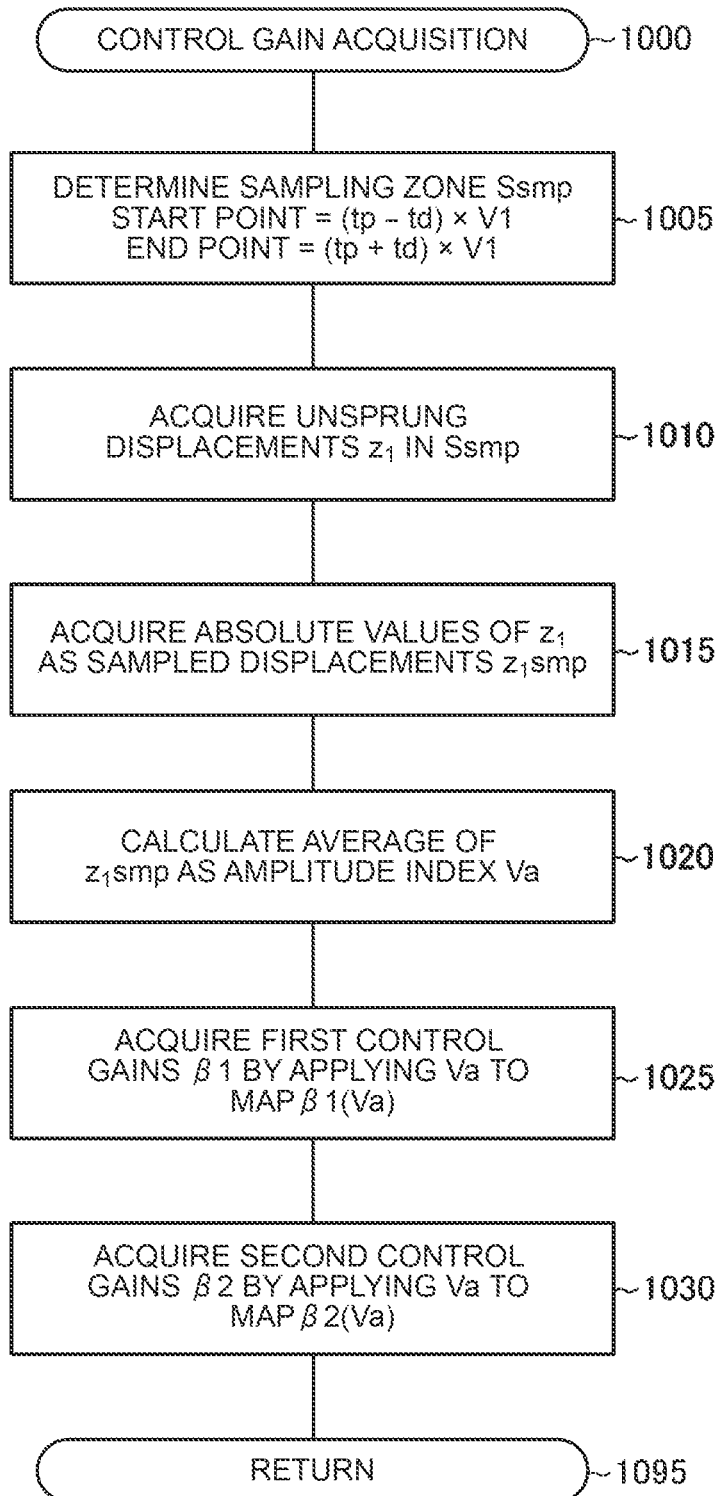 CONTROL GAIN ACQUISITION
1000
DETERMINE SAMPLING ZONE Ssmp
START POINT = (tp – td) × V1
END POINT = (tp + td) × V1
1005
ACQUIRE UNSPRUNG
DISPLACEMENTS z₁ IN Ssmp
1010
ACQUIRE ABSOLUTE VALUES OF z₁
AS SAMPLED DISPLACEMENTS z₁smp
1015
CALCULATE AVERAGE OF
z₁smp AS AMPLITUDE INDEX Va
1020
ACQUIRE FIRST CONTROL
GAINS β1 BY APPLYING Va TO
MAP β1(Va)
1025
ACQUIRE SECOND CONTROL
GAINS β2 BY APPLYING Va TO
MAP β2(Va)
1030
RETURN
1095